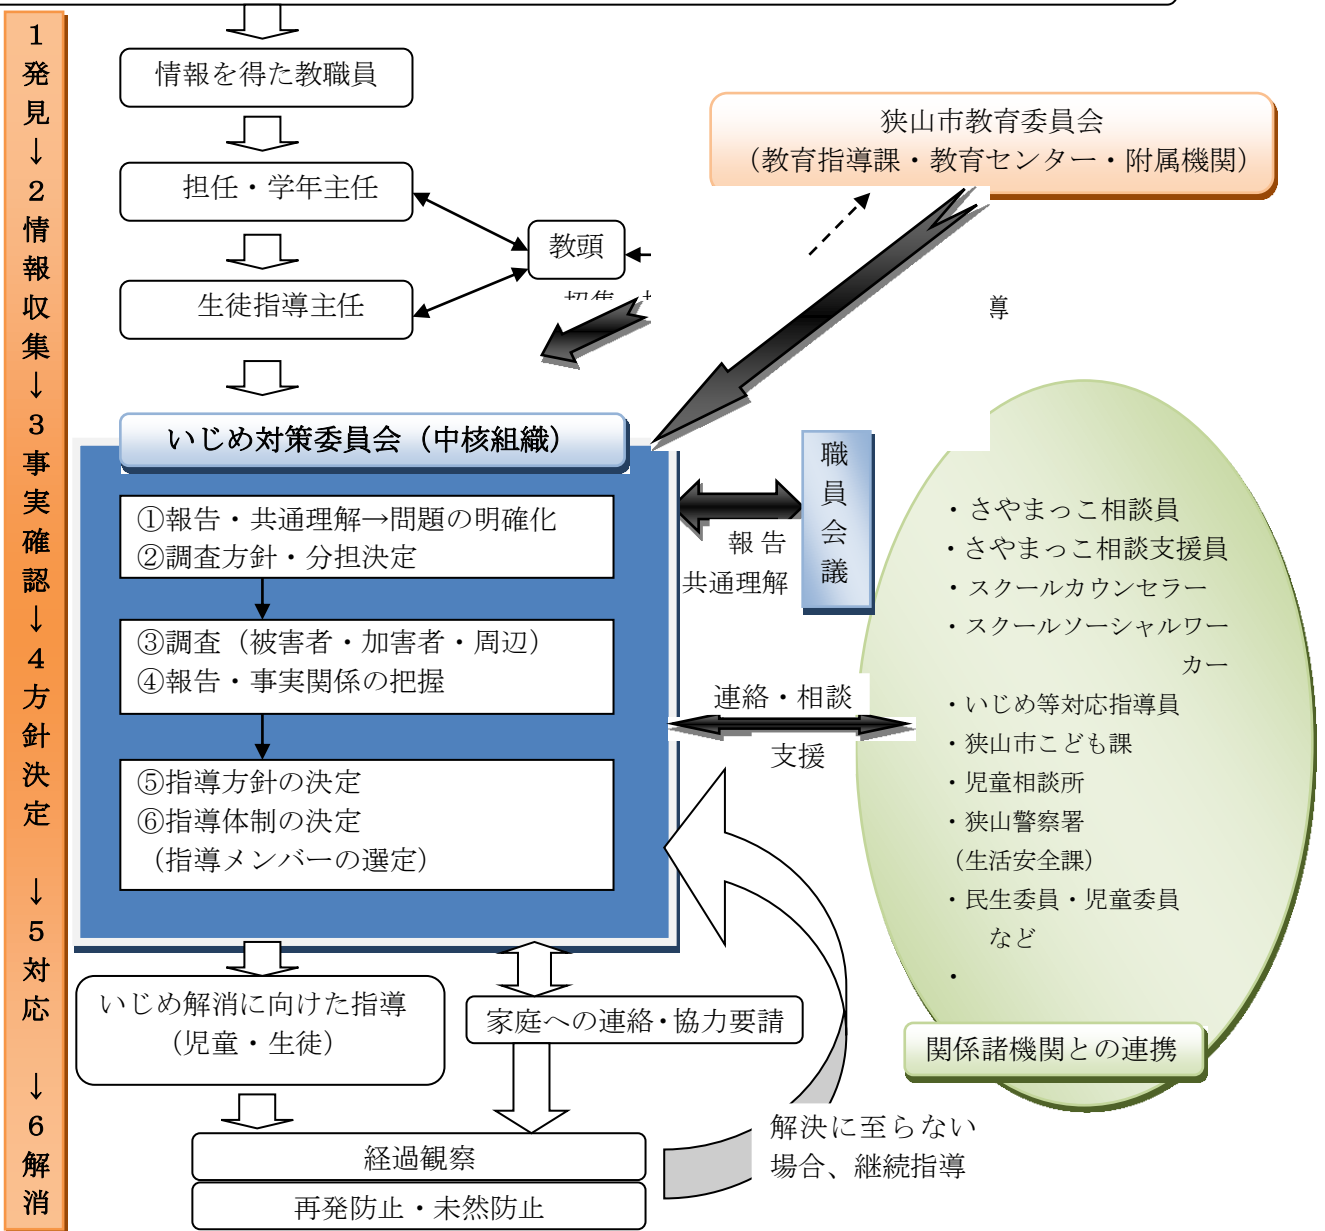 1発見↓2情報収集↓3事実確認↓4方針決定 ↓5対応 ↓6解消
情報を得た教職員
担任・学年主任
生徒指導主任
教頭
狭山市教育委員会
（教育指導課・教育センター・附属機関）
導
いじめ対策委員会（中核組織）
①報告・共通理解→問題の明確化
②調査方針・分担決定
③調査（被害者・加害者・周辺）
④報告・事実関係の把握
⑤指導方針の決定
⑥指導体制の決定
（指導メンバーの選定）
職員会議
報告
共通理解
連絡・相談
支援
・さやまっこ相談員
・さやまっこ相談支援員
・スクールカウンセラー
・スクールソーシャルワー
カー
・いじめ等対応指導員
・狭山市こども課
・児童相談所
・狭山警察署
（生活安全課）
・民生委員・児童委員
など
・
関係諸機関との連携
いじめ解消に向けた指導
（児童・生徒）
家庭への連絡・協力要請
経過観察
再発防止・未然防止
解決に至らない
場合、継続指導